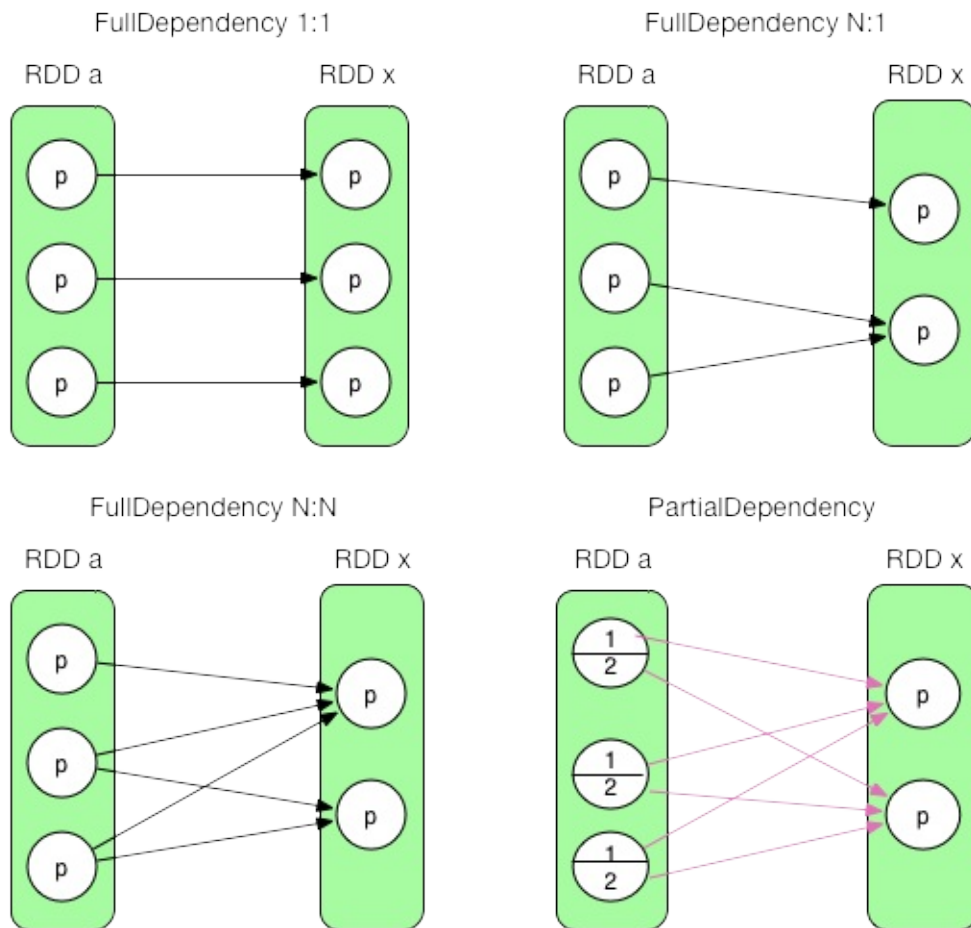 FullDependency 1:1
RDD a
RDD x
p
p
p
p
p
p
FullDependency N:1
RDD a
RDD x
p
p
p
p
p
FullDependency N:N
RDD a
RDD x
p
p
p
p
p
PartialDependency
RDD a
RDD x
1
2
p
1
2
p
1
2